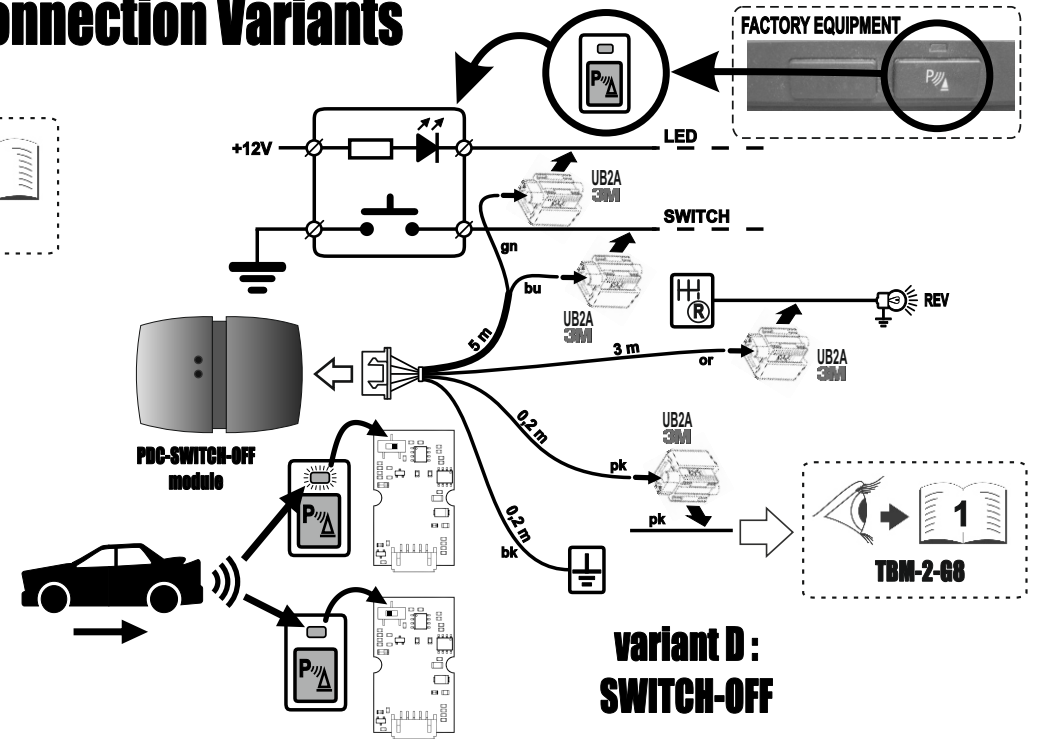 onnection Variants
FACTORY EQUIPMENT
P
P
+12V
LED
UB2A
3M
SWITCH
gn
bu
UB2A
3M
R
REV
5 m
3 m
or
UB2A
3M
PDC-SWITCH-OFF
module
0,2 m
UB2A
3M
pk
P
0,2 m
pk
bk
1
TBM-2-G8
P
variant D :
SWITCH-OFF